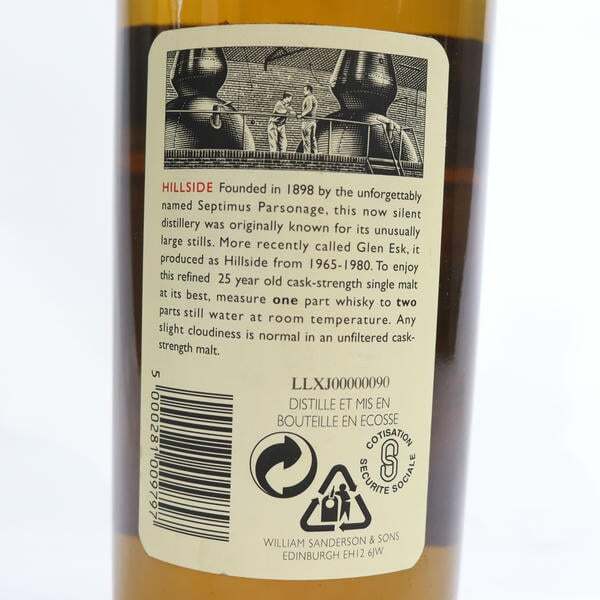 HILLSIDE Founded in 1898 by the unforgettably
named Septimus Parsonage, this now silent
distillery was originally known for its unusually
large stills. More recently called Glen Esk, it
produced as Hillside from 1965-1980. To enjoy
this refined 25 year old cask-strength single malt
at its best, measure one part whisky to two
parts still water at room temperature. Any
slight cloudiness is normal in an unfiltered cask-
strength malt.
LLXJ00000090
DISTILLE ET MIS EN
BOUTEILLE EN ECOSSE
5 000281 009797
COTISATION
SECURITE SOCIALE
WILLIAM SANDERSON & SONS
EDINBURGH EH12 6JW